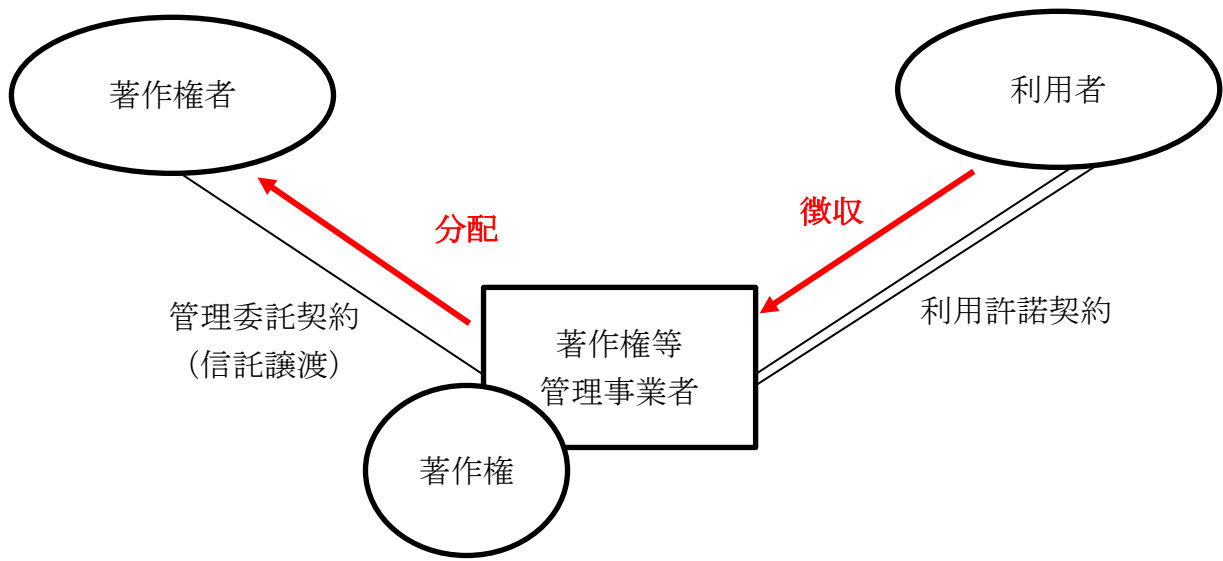 著作権者
利用者
分配
徴収
管理委託契約
（信託譲渡）
利用許諾契約
著作権等
管理事業者
著作権